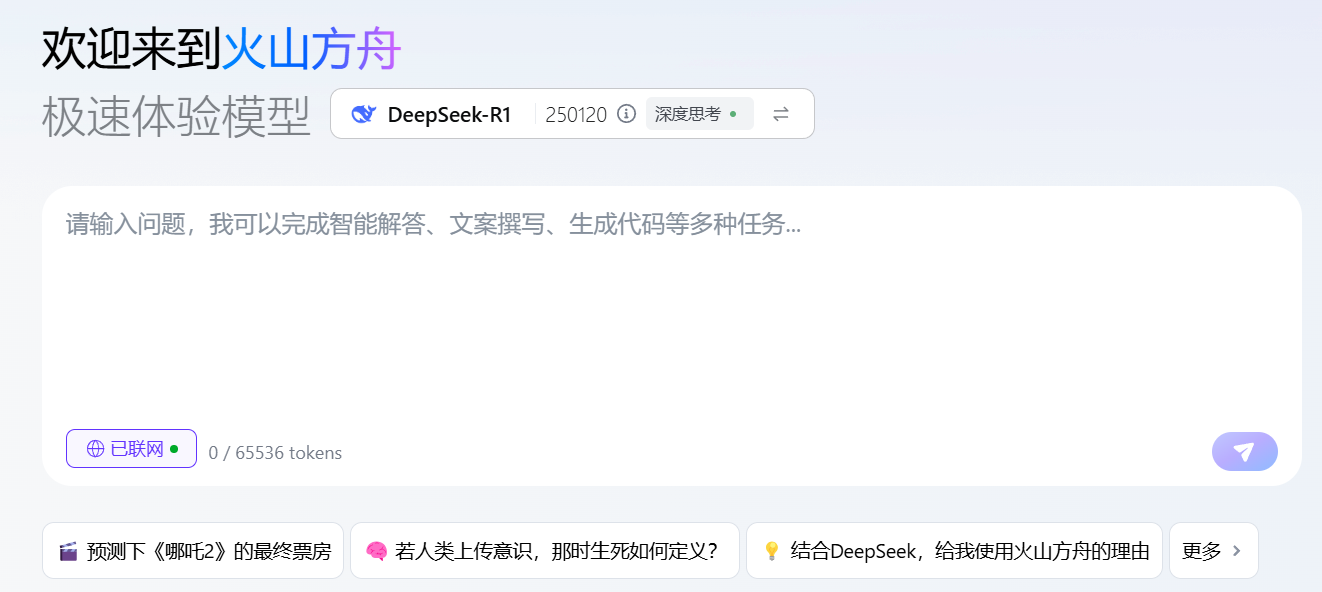 欢迎来到火山方舟
极速体验模型 DeepSeek-R1 250120 深度思考
请输入问题，我可以完成智能解答、文案撰写、生成代码等多种任务...
已联网 0 / 65536 tokens
预测下《哪吒2》的最终票房 若人类上传意识，那时生死如何定义？ 结合DeepSeek，给我使用火山方舟的理由 更多